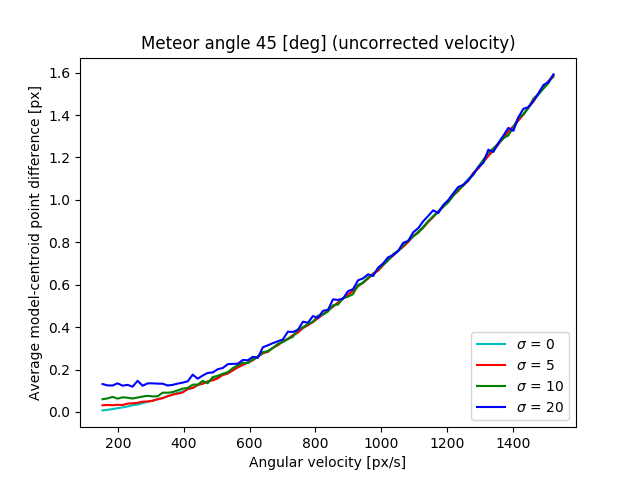 Meteor angle 45 [deg] (uncorrected velocity)
Average model-centroid point difference [px]
1.6
1.4
1.2
1.0
0.8
0.6
0.4
0.2
0.0
200 400 600 800 1000 1200 1400
Angular velocity [px/s]
σ = 0
σ = 5
σ = 10
σ = 20